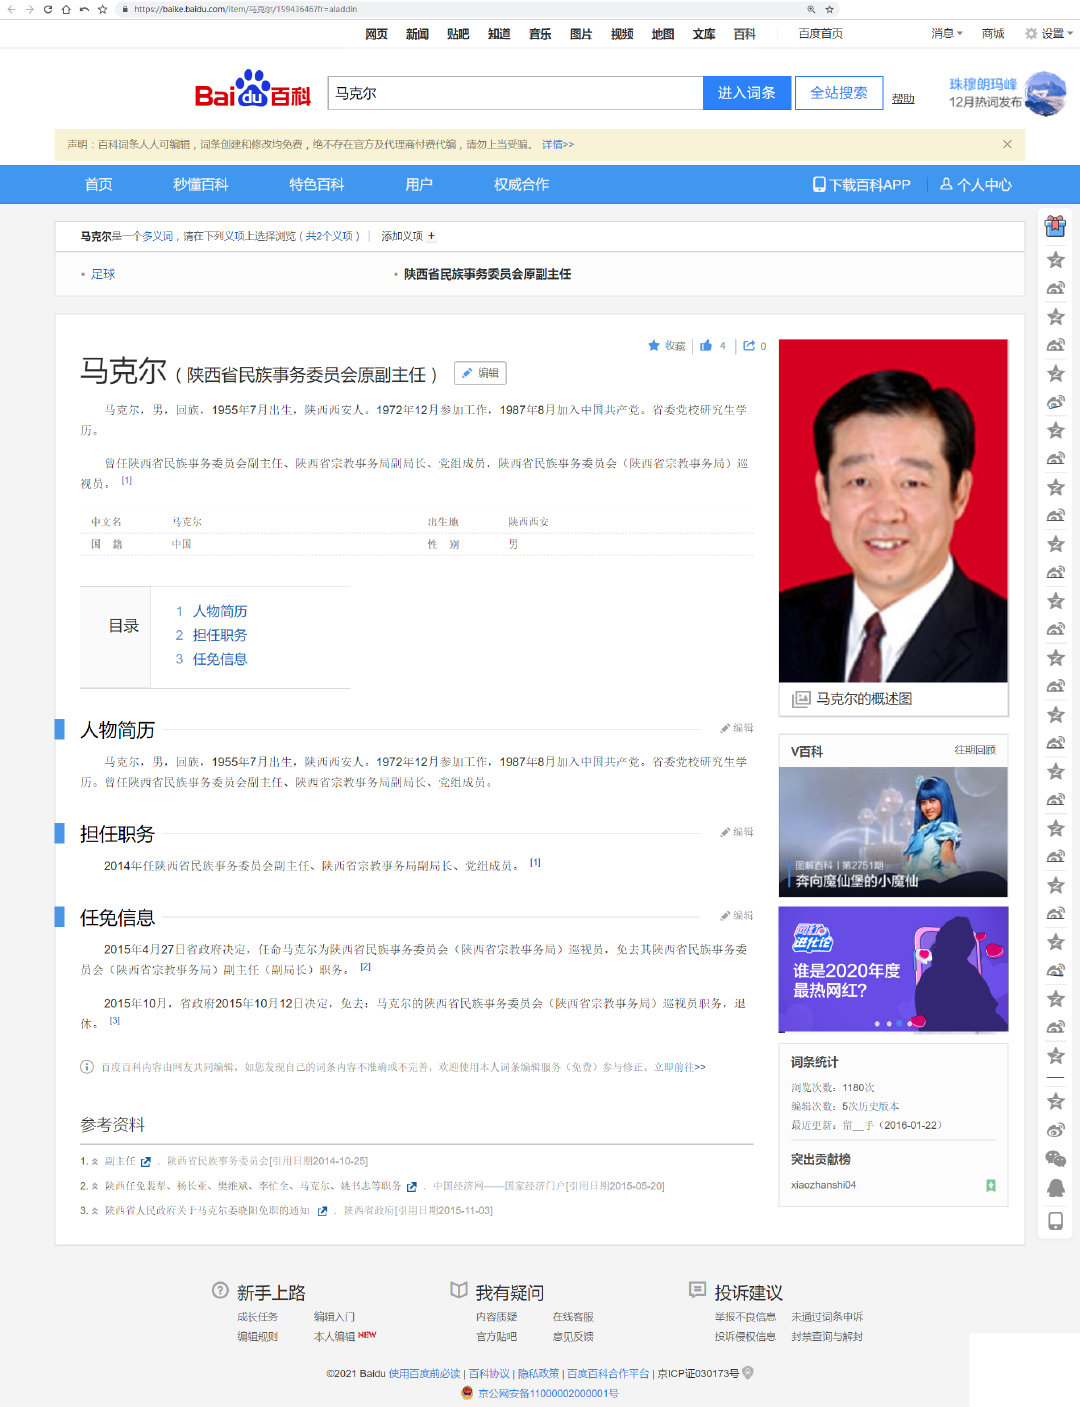 https://baike.baidu.com/item/马克尔/15943646?fr=aladdin
网页 新闻 贴吧 知道 音乐 图片 视频 地图 文库 百科 百度首页 消息 商城 设置
Bai du 百科 马克尔 进入词条 全站搜索 帮助
珠穆朗玛峰
12月热词发布
声明：百科词条人人可编辑，词条创建和修改均免费，绝不存在官方及代理商付费代编，请勿上当受骗。 详情>>
首页 秒懂百科 特色百科 用户 权威合作 下载百科APP 个人中心
马克尔是一个多义词，请在下列义项上选择浏览（共2个义项） 添加义项 +
足球 陕西省民族事务委员会原副主任
收藏 4 0
马克尔（陕西省民族事务委员会原副主任） 编辑
马克尔，男，回族，1955年7月出生，陕西西安人。1972年12月参加工作，1987年8月加入中国共产党。省委党校研究生学
历。
曾任陕西省民族事务委员会副主任、陕西省宗教事务局副局长、党组成员，陕西省民族事务委员会（陕西省宗教事务局）巡
视员。 [1]
中文名 马克尔 出生地 陕西西安
国 籍 中国 性 别 男
目录
1 人物简历
2 担任职务
3 任免信息
马克尔的概述图
人物简历 编辑
马克尔，男，回族，1955年7月出生，陕西西安人。1972年12月参加工作，1987年8月加入中国共产党。省委党校研究生学
历。曾任陕西省民族事务委员会副主任、陕西省宗教事务局副局长、党组成员。
担任职务 编辑
2014年任陕西省民族事务委员会副主任、陕西省宗教事务局副局长、党组成员。 [1]
任免信息 编辑
2015年4月27日省政府决定，任命马克尔为陕西省民族事务委员会（陕西省宗教事务局）巡视员，免去其陕西省民族事务委
员会（陕西省宗教事务局）副主任（副局长）职务。 [2]
2015年10月，省政府2015年10月12日决定，免去：马克尔的陕西省民族事务委员会（陕西省宗教事务局）巡视员职务，退
休。 [3]
百度百科内容由网友共同编辑，如您发现自己的词条内容不准确或不完善，欢迎使用本人词条编辑服务（免费）参与修正。立即前往>>
参考资料
1. 副主任 ．陕西省民族事务委员会[引用日期2014-10-25]
2. 陕西任免裴军、杨长亚、樊维斌、李忙全、马克尔、姚书志等职务 ．中国经济网——国家经济门户[引用日期2015-05-20]
3. 陕西省人民政府关于马克尔姜晓阳免职的通知 ．陕西省政府[引用日期2015-11-03]
V百科 往期回顾
图解百科 | 第2751期
奔向魔仙堡的小魔仙
网红
进化论
谁是2020年度
最热网红?
词条统计
浏览次数：1180次
编辑次数：5次历史版本
最近更新：留__手（2016-01-22）
突出贡献榜
xiaozhanshi04
新手上路 我有疑问 投诉建议
成长任务 编辑入门 内容质疑 在线客服 举报不良信息 未通过词条申诉
编辑规则 本人编辑 NEW 官方贴吧 意见反馈 投诉侵权信息 封禁查询与解封
©2021 Baidu 使用百度前必读 | 百科协议 | 隐私政策 | 百度百科合作平台 | 京ICP证030173号
京公网安备11000002000001号